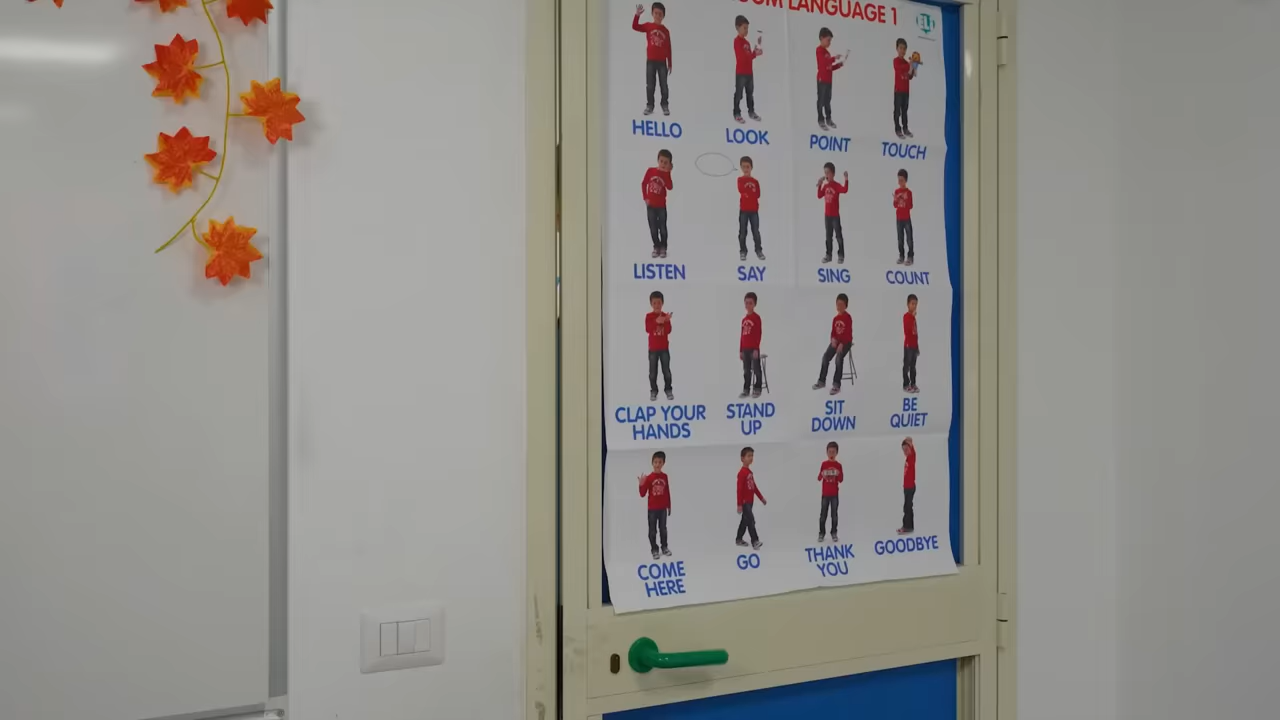 LANGUAGE 1
ELI
HELLO
LOOK
POINT
TOUCH
LISTEN
SAY
SING
COUNT
CLAP YOUR
HANDS
STAND
UP
SIT
DOWN
BE
QUIET
COME
HERE
GO
THANK
YOU
GOODBYE